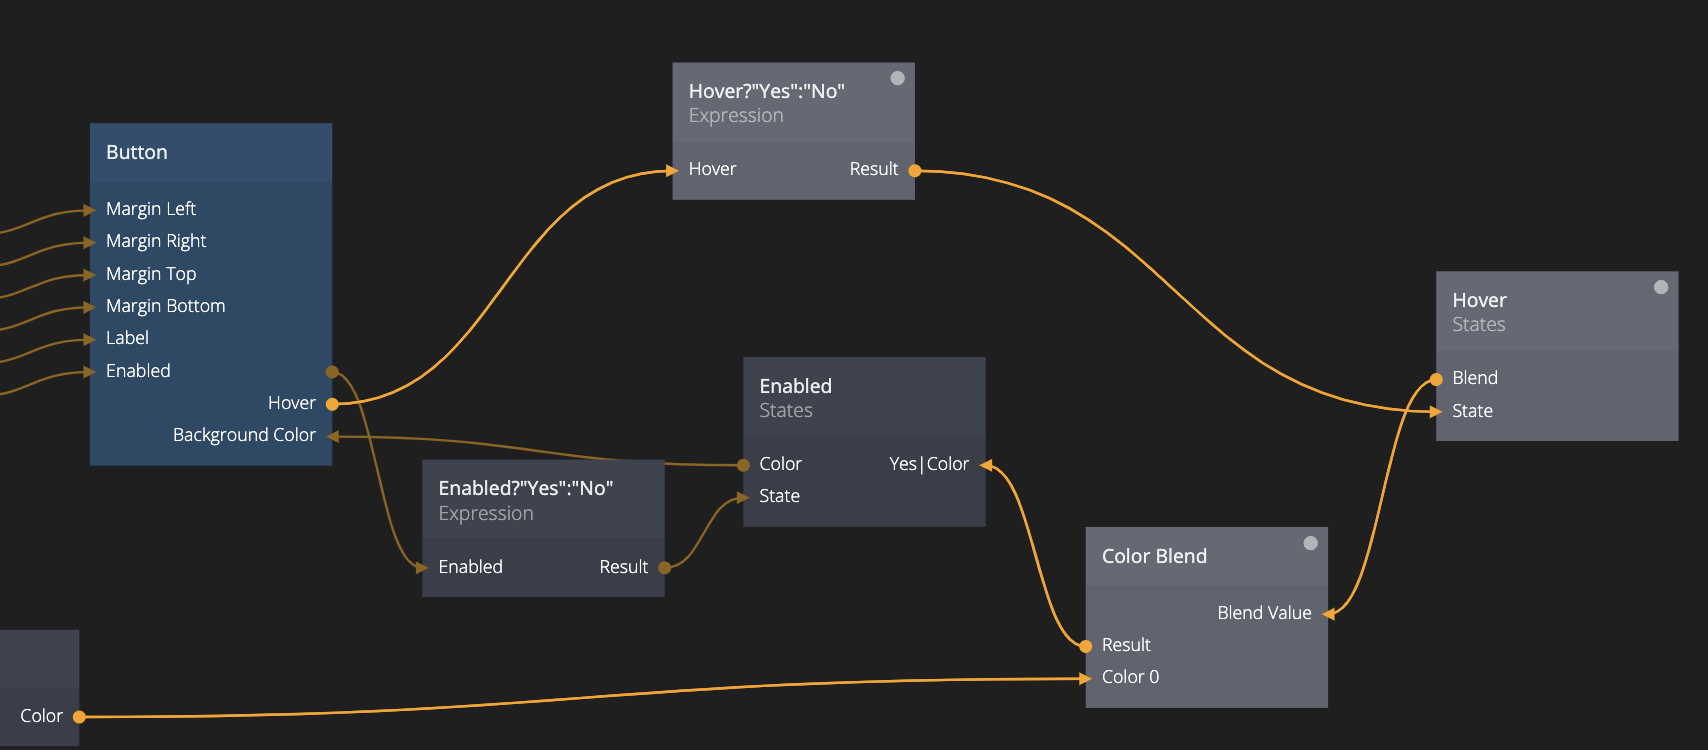 Hover?"Yes":"No"
Expression
Hover
Result
Button
Margin Left
Margin Right
Margin Top
Margin Bottom
Label
Enabled
Hover
Background Color
Hover
States
Blend
State
Enabled
States
Color
Yes|Color
State
Enabled?"Yes":"No"
Expression
Enabled
Result
Color Blend
Blend Value
Result
Color 0
Color